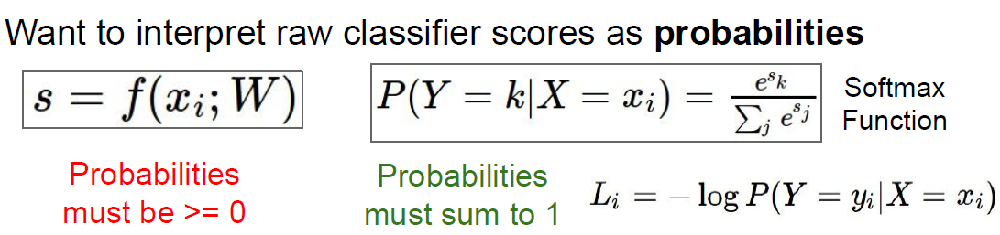 Want to interpret raw classifier scores as probabilities
s = f(x_i; W)
P(Y = k|X = x_i) = \frac{e^{s_k}}{\sum_j e^{s_j}}
Softmax
Function
Probabilities
must be >= 0
Probabilities
must sum to 1
L_i = − log P(Y = y_i|X = x_i)